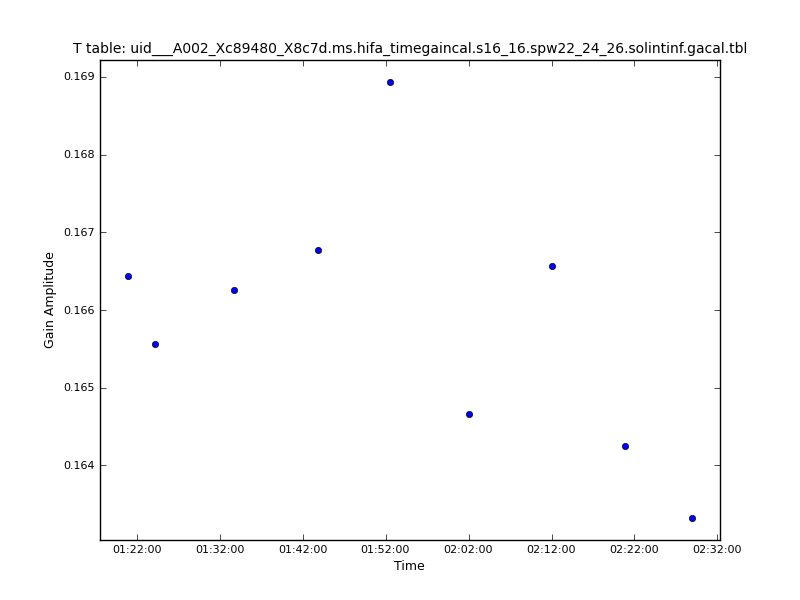 T table: uid___A002_Xc89480_X8c7d.ms.hifa_timegaincal.s16_16.spw22_24_26.solintinf.gacal.tbl
0.169
0.168
0.167
0.166
0.165
0.164
Gain Amplitude
01:22:00 01:32:00 01:42:00 01:52:00 02:02:00 02:12:00 02:22:00 02:32:00
Time